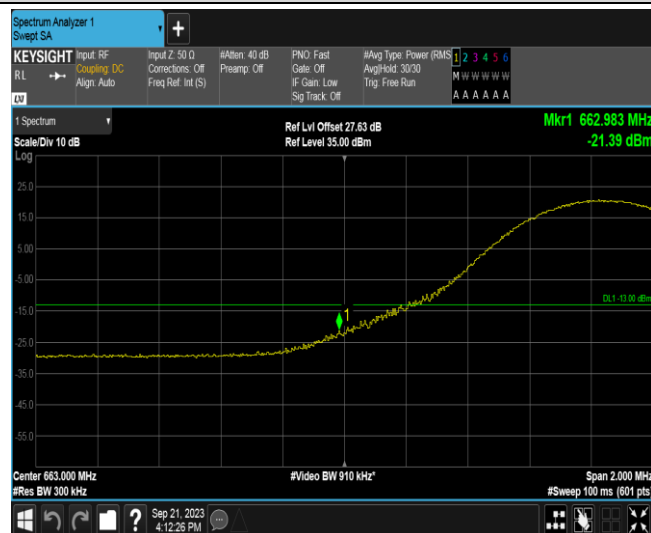 Spectrum Analyzer 1
Swept SA
+
KEYSIGHT Input: RF Input Z: 50 Ω #Atten: 40 dB PNO: Fast #Avg Type: Power (RMS 1 2 3 4 5 6
RL Coupling: DC Corrections: Off Preamp: Off Gate: Off Avg|Hold: 30/30 M W W W W W
Align: Auto Freq Ref: Int (S) IF Gain: Low Trig: Free Run
LXI Sig Track: Off A A A A A A
1 Spectrum Ref Lvl Offset 27.63 dB Mkr1 662.983 MHz
Scale/Div 10 dB Ref Level 35.00 dBm -21.39 dBm
Log
25.0
15.0
5.00
-5.00
DL1 -13.00 dBm
-15.0
1
-25.0
-35.0
-45.0
-55.0
Center 663.000 MHz #Video BW 910 kHz* Span 2.000 MHz
#Res BW 300 kHz #Sweep 100 ms (601 pts)
? Sep 21, 2023
4:12:26 PM